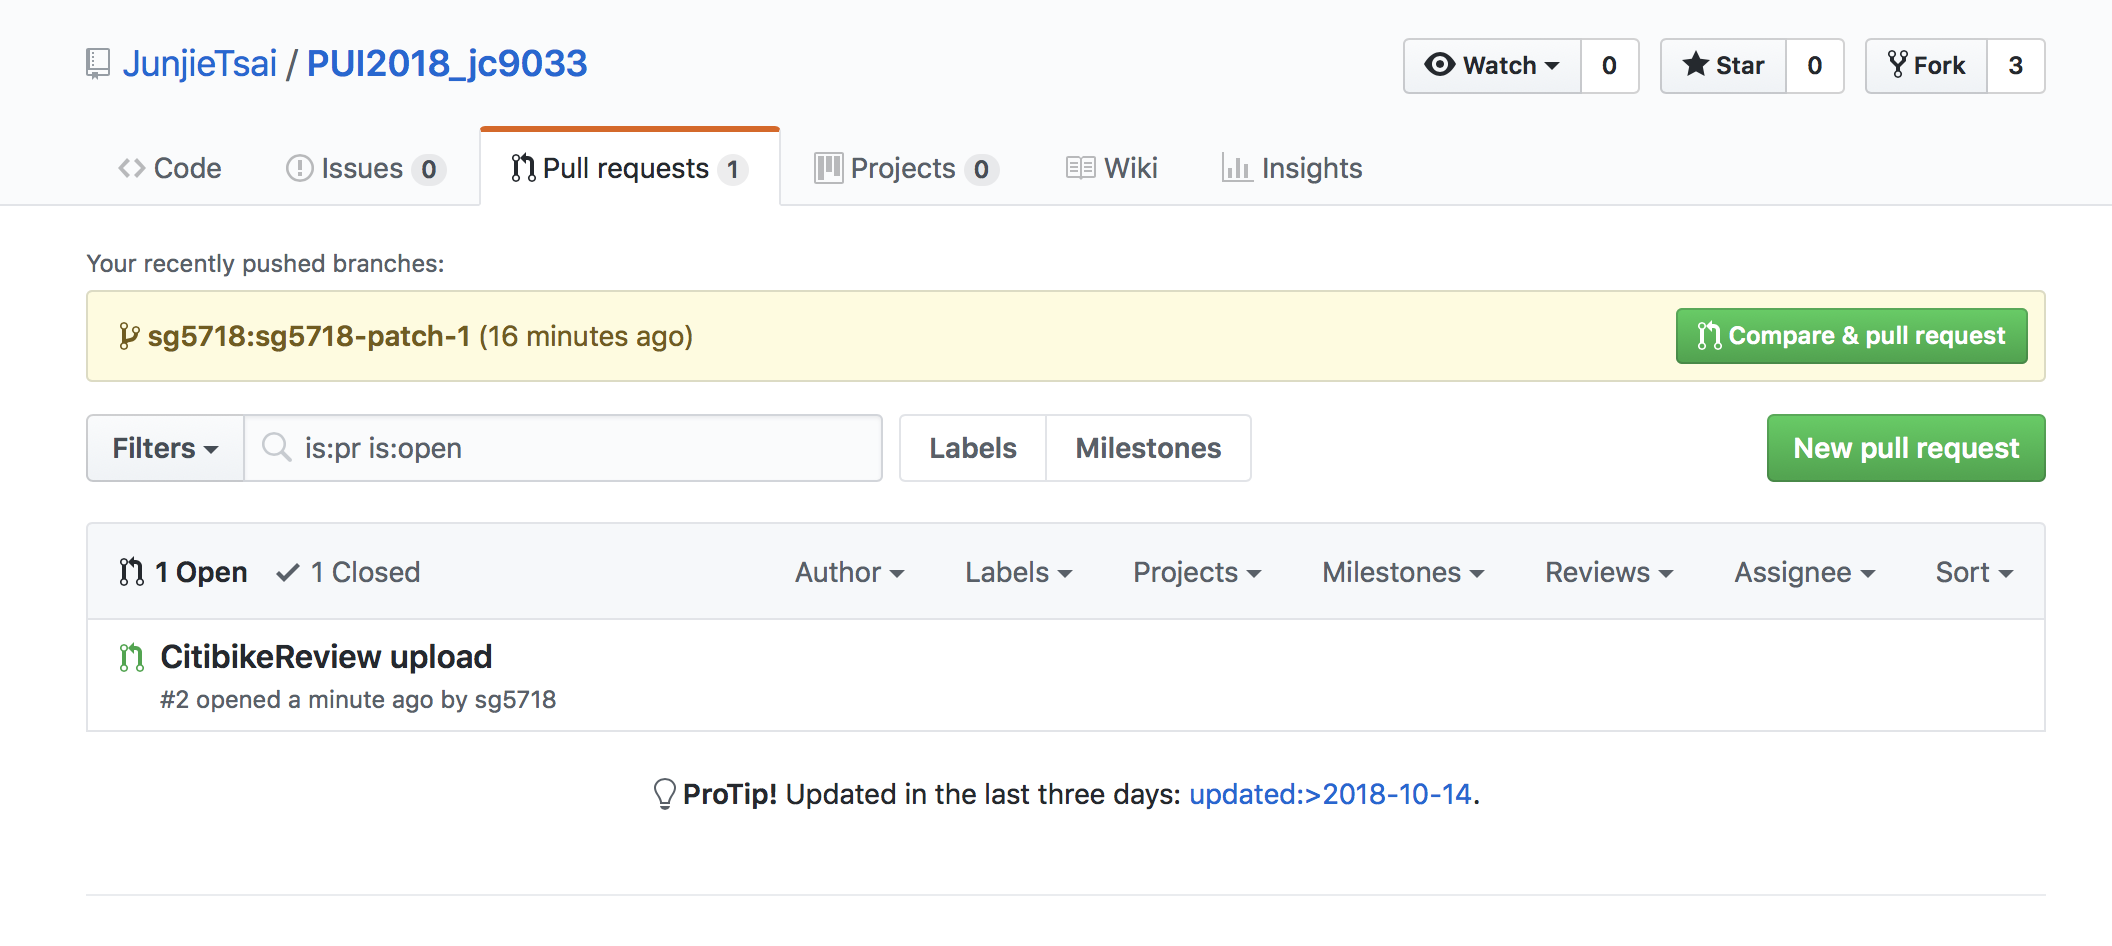 JunjieTsai / PUI2018_jc9033
Watch 0 Star 0 Fork 3
Code Issues 0 Pull requests 1 Projects 0 Wiki Insights
Your recently pushed branches:
sg5718:sg5718-patch-1 (16 minutes ago) Compare & pull request
Filters is:pr is:open Labels Milestones New pull request
1 Open 1 Closed Author Labels Projects Milestones Reviews Assignee Sort
CitibikeReview upload
#2 opened a minute ago by sg5718
ProTip! Updated in the last three days: updated:>2018-10-14.